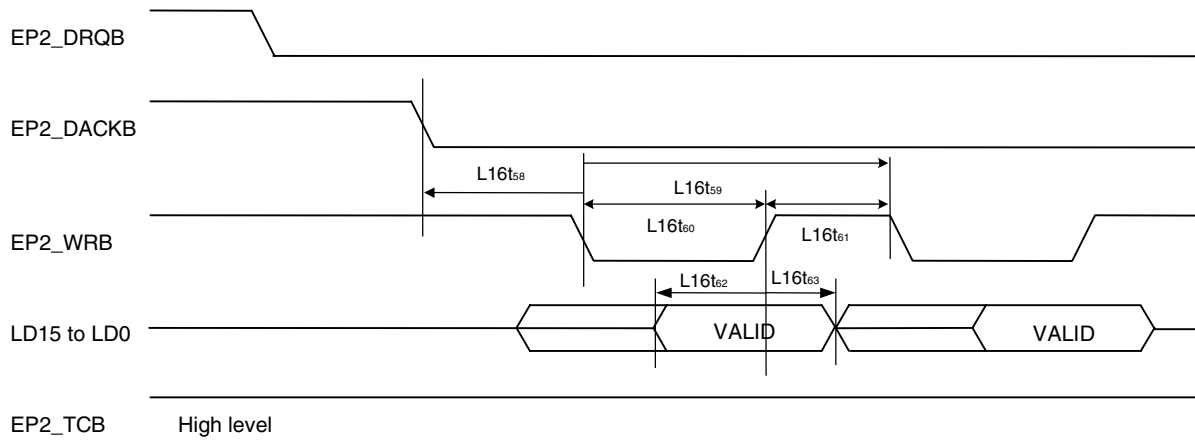 EP2_DRQB
EP2_DACKB
L16t58
L16t59
EP2_WRB
L16t60
L16t61
L16t62
L16t63
LD15 to LD0
VALID
VALID
EP2_TCB
High level